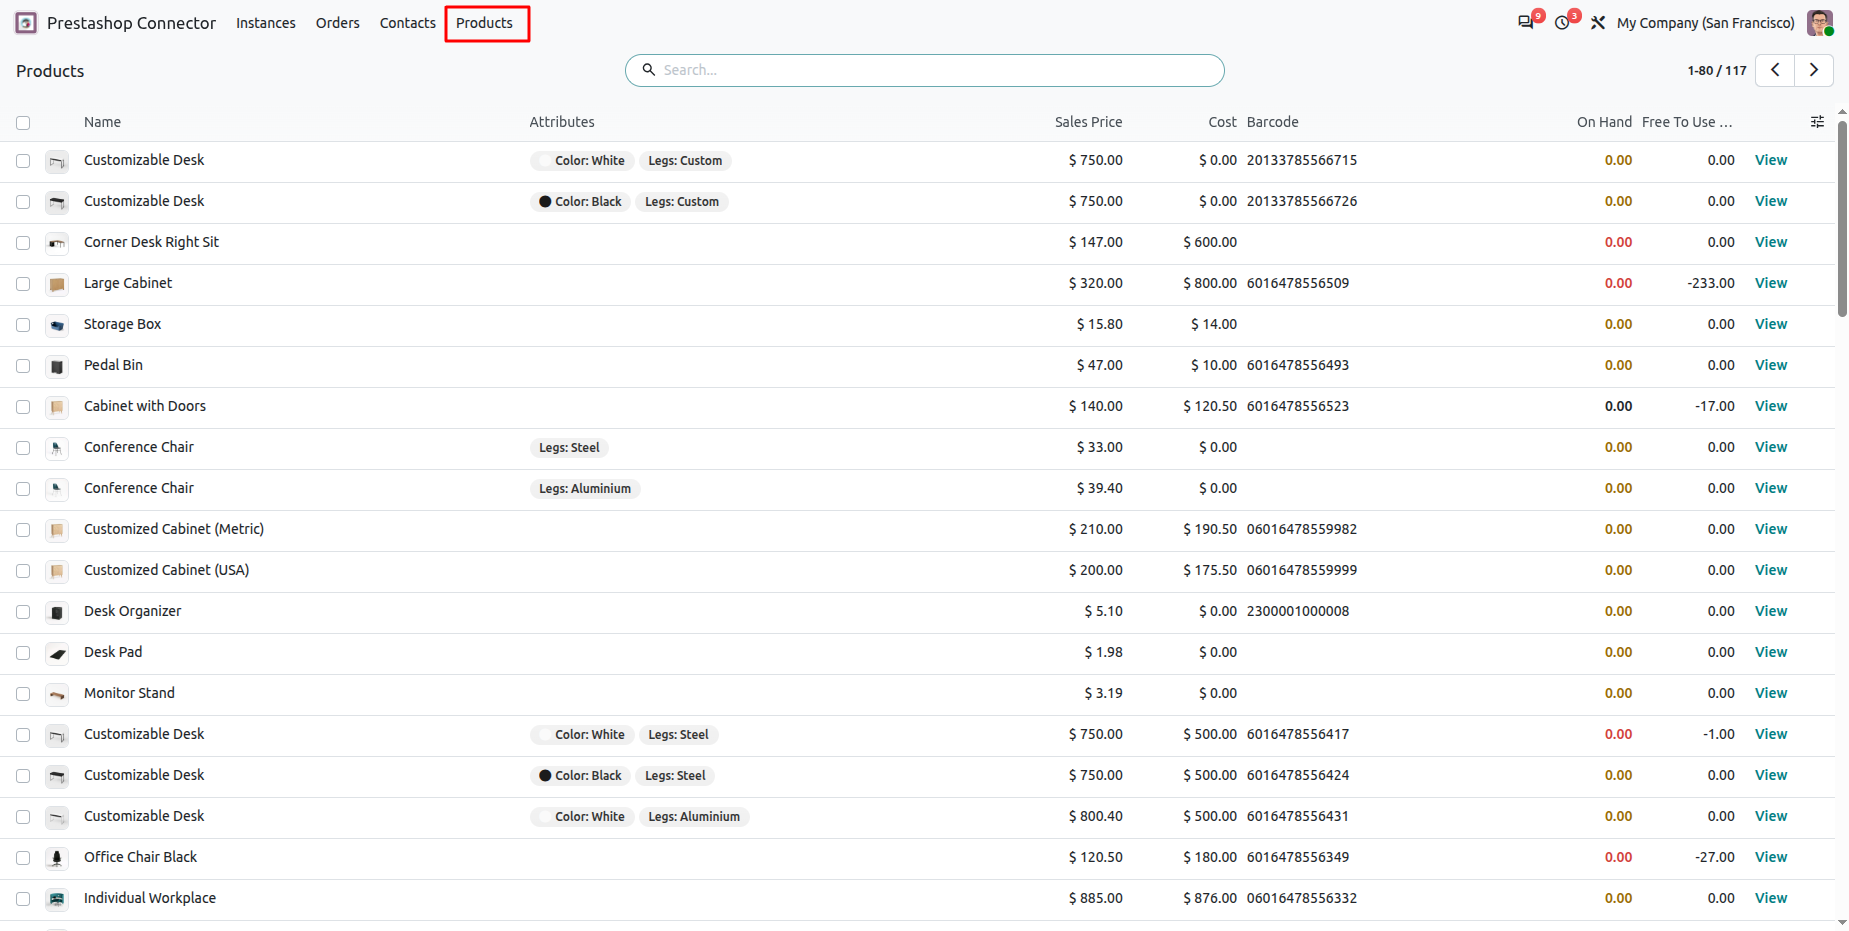 Prestashop Connector Instances Orders Contacts Products 9 3 My Company (San Francisco)
Products Search... 1-80 / 117
Name Attributes Sales Price Cost Barcode On Hand Free To Use ...
Customizable Desk Color: White Legs: Custom $ 750.00 $ 0.00 20133785566715 0.00 0.00 View
Customizable Desk Color: Black Legs: Custom $ 750.00 $ 0.00 20133785566726 0.00 0.00 View
Corner Desk Right Sit $ 147.00 $ 600.00 0.00 0.00 View
Large Cabinet $ 320.00 $ 800.00 6016478556509 0.00 -233.00 View
Storage Box $ 15.80 $ 14.00 0.00 0.00 View
Pedal Bin $ 47.00 $ 10.00 6016478556493 0.00 0.00 View
Cabinet with Doors $ 140.00 $ 120.50 6016478556523 0.00 -17.00 View
Conference Chair Legs: Steel $ 33.00 $ 0.00 0.00 0.00 View
Conference Chair Legs: Aluminium $ 39.40 $ 0.00 0.00 0.00 View
Customized Cabinet (Metric) $ 210.00 $ 190.50 06016478559982 0.00 0.00 View
Customized Cabinet (USA) $ 200.00 $ 175.50 06016478559999 0.00 0.00 View
Desk Organizer $ 5.10 $ 0.00 2300001000008 0.00 0.00 View
Desk Pad $ 1.98 $ 0.00 0.00 0.00 View
Monitor Stand $ 3.19 $ 0.00 0.00 0.00 View
Customizable Desk Color: White Legs: Steel $ 750.00 $ 500.00 6016478556417 0.00 -1.00 View
Customizable Desk Color: Black Legs: Steel $ 750.00 $ 500.00 6016478556424 0.00 0.00 View
Customizable Desk Color: White Legs: Aluminium $ 800.40 $ 500.00 6016478556431 0.00 0.00 View
Office Chair Black $ 120.50 $ 180.00 6016478556349 0.00 -27.00 View
Individual Workplace $ 885.00 $ 876.00 06016478556332 0.00 0.00 View